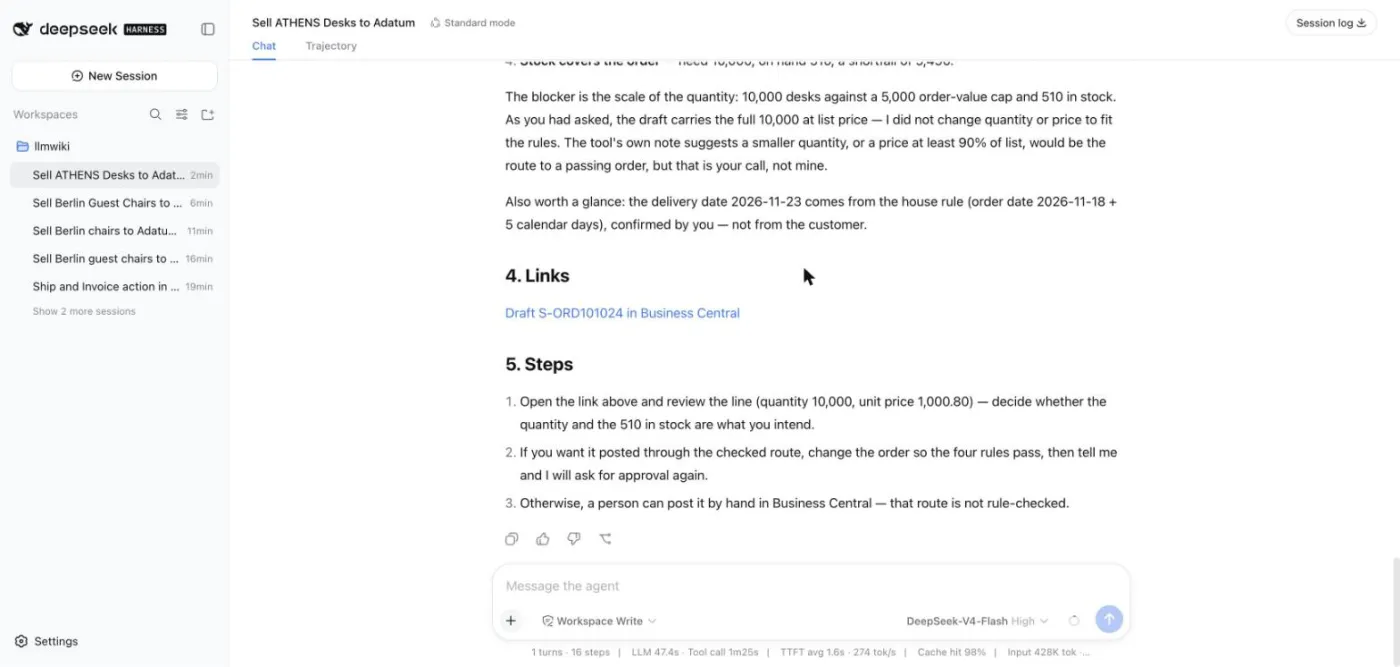 deepseek HARNESS
New Session
Workspaces
llmwiki
Sell ATHENS Desks to Adat... 2min
Sell Berlin Guest Chairs to ... 6min
Sell Berlin chairs to Adatu... 11min
Sell Berlin guest chairs to ... 16min
Ship and Invoice action in ... 19min
Show 2 more sessions
Settings
Sell ATHENS Desks to Adatum Standard mode
Session log
Chat Trajectory
4. Stock covers the order — need 10,000, on hand 510, a shortfall of
The blocker is the scale of the quantity: 10,000 desks against a 5,000 order-value cap and 510 in stock.
As you had asked, the draft carries the full 10,000 at list price — I did not change quantity or price to fit
the rules. The tool's own note suggests a smaller quantity, or a price at least 90% of list, would be the
route to a passing order, but that is your call, not mine.
Also worth a glance: the delivery date 2026-11-23 comes from the house rule (order date 2026-11-18 +
5 calendar days), confirmed by you — not from the customer.
4. Links
Draft S-ORD101024 in Business Central
5. Steps
1. Open the link above and review the line (quantity 10,000, unit price 1,000.80) — decide whether the
quantity and the 510 in stock are what you intend.
2. If you want it posted through the checked route, change the order so the four rules pass, then tell me
and I will ask for approval again.
3. Otherwise, a person can post it by hand in Business Central — that route is not rule-checked.
Message the agent
Workspace Write
DeepSeek-V4-Flash High
1 turns · 16 steps | LLM 47.4s · Tool call 1m25s | TTFT avg 1.6s · 274 tok/s | Cache hit 98% | Input 428K tok ·...